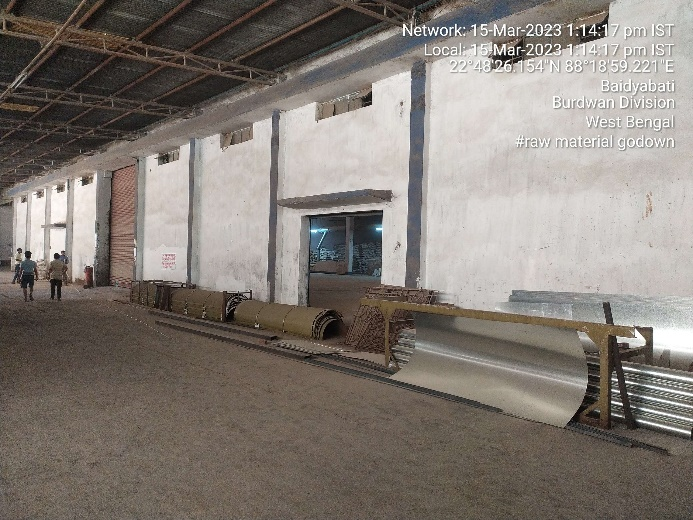 Network: 15-Mar-2023 1:14:17 pm IST
Local: 15-Mar-2023 1:14:17 pm IST
22°48'26.154"N 88°18'59.221"E
Baidyabati
Burdwan Division
West Bengal
#raw material godown